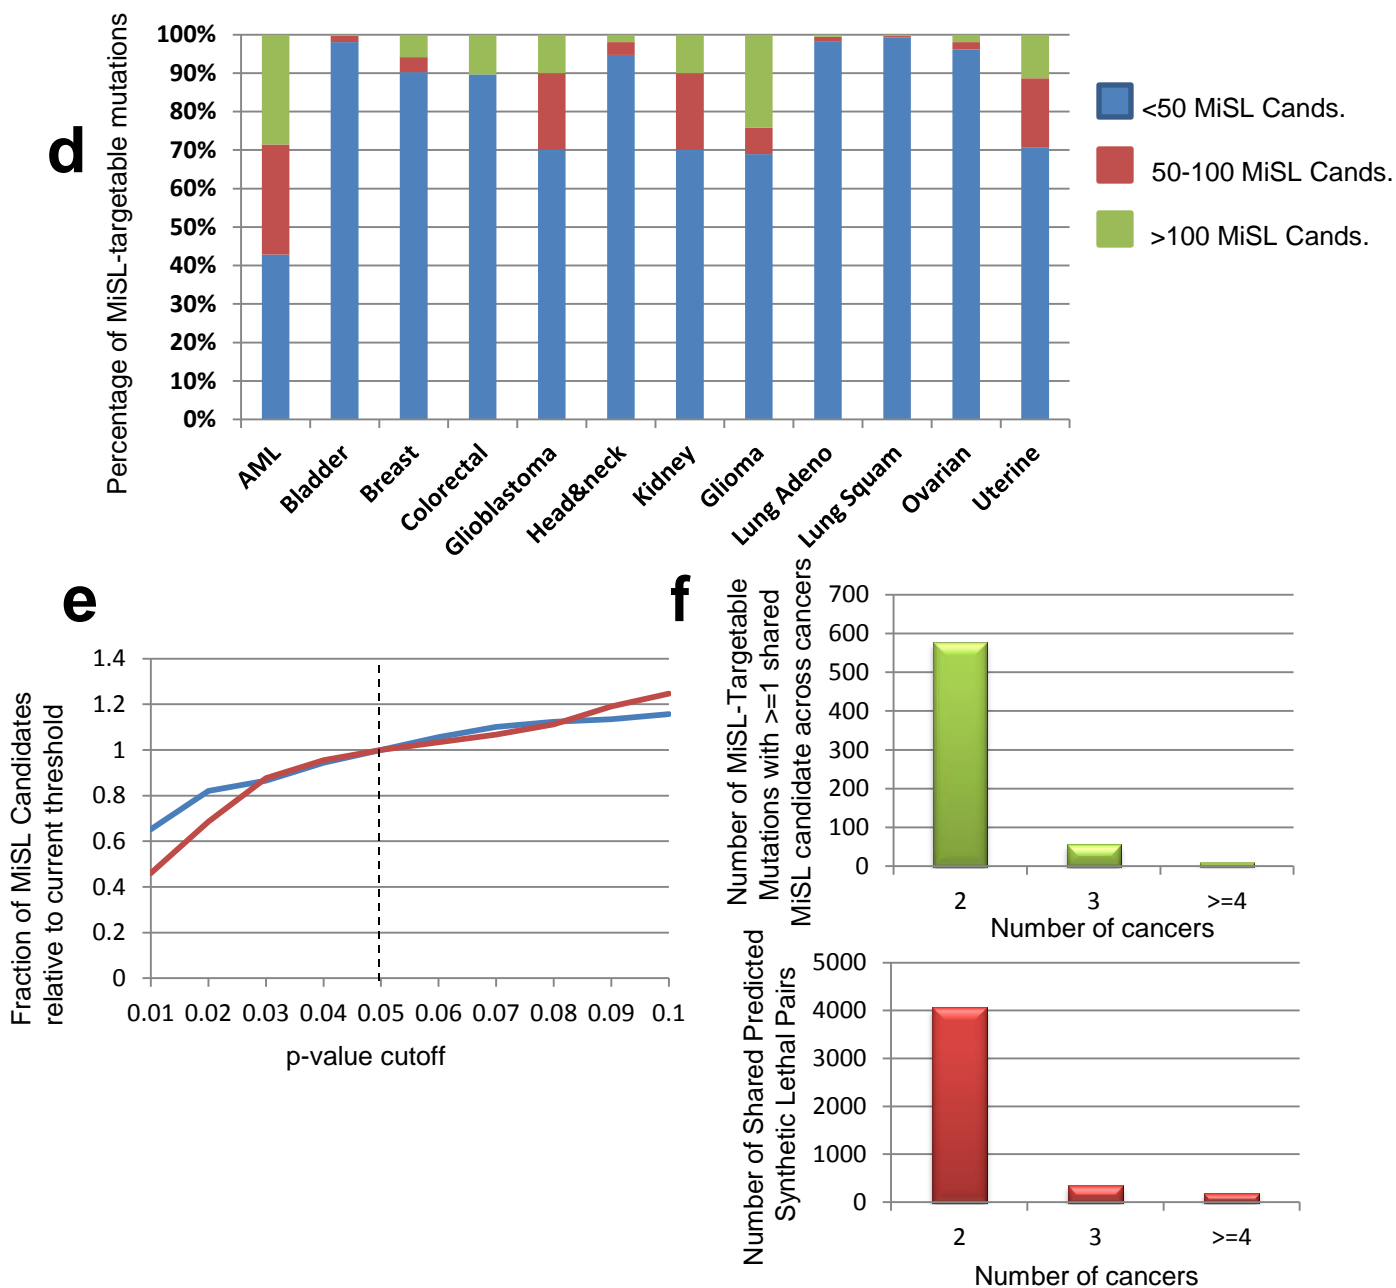 d
Percentage of MiSL-targetable mutations
100%
90%
80%
70%
60%
50%
40%
30%
20%
10%
0%
AML
Bladder
Breast
Colorectal
Glioblastoma
Head&neck
Kidney
Glioma
Lung Adeno
Lung Squam
Ovarian
Uterine
<50 MiSL Cands.
50-100 MiSL Cands.
>100 MiSL Cands.
e
Fraction of MiSL Candidates
relative to current threshold
1.4
1.2
1
0.8
0.6
0.4
0.2
0
0.01 0.02 0.03 0.04 0.05 0.06 0.07 0.08 0.09 0.1
p-value cutoff
f
Number of MiSL-Targetable
Mutations with >=1 shared
MiSL candidate across cancers
700
600
500
400
300
200
100
0
2 3 >=4
Number of cancers
Number of Shared Predicted
Synthetic Lethal Pairs
5000
4000
3000
2000
1000
0
2 3 >=4
Number of cancers